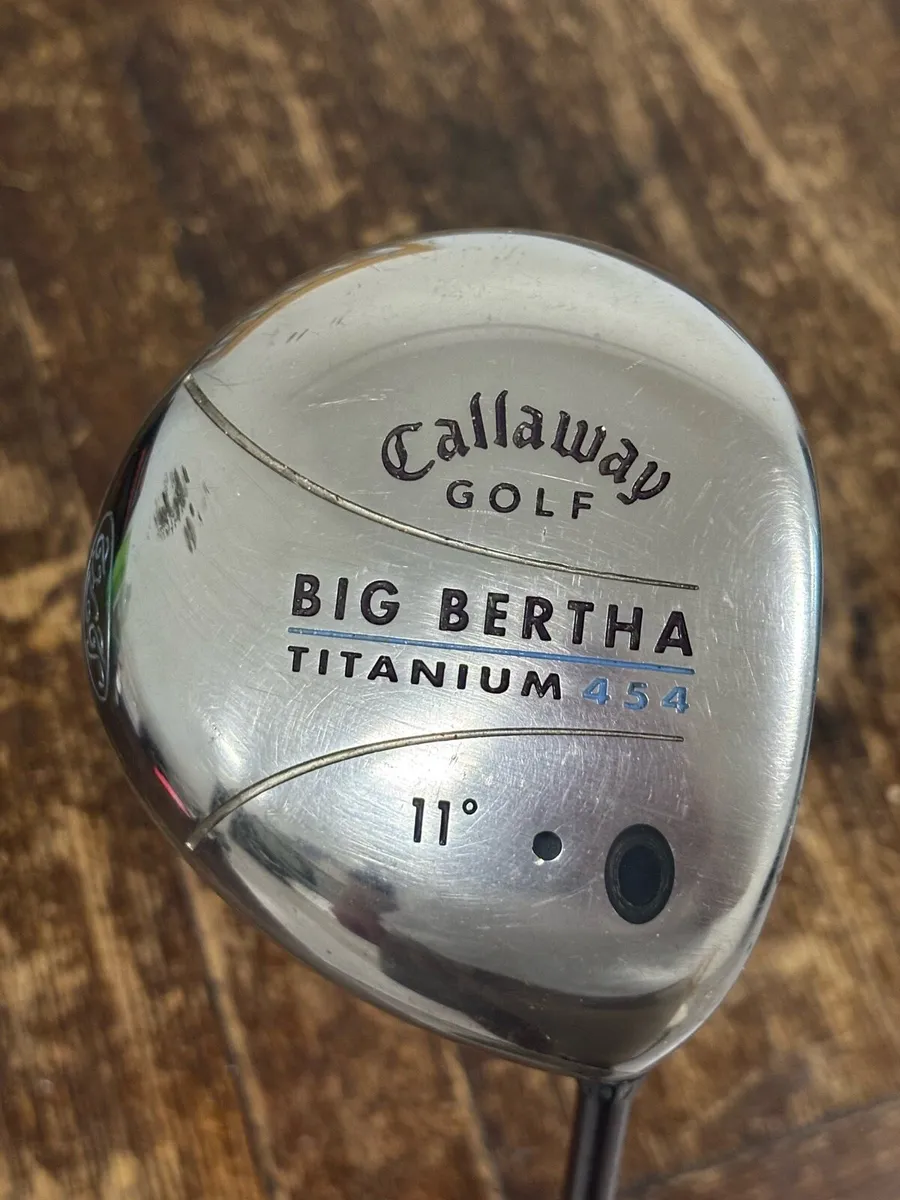 Callaway
GOLF
BIG BERTHA
TITANIUM 454
11°